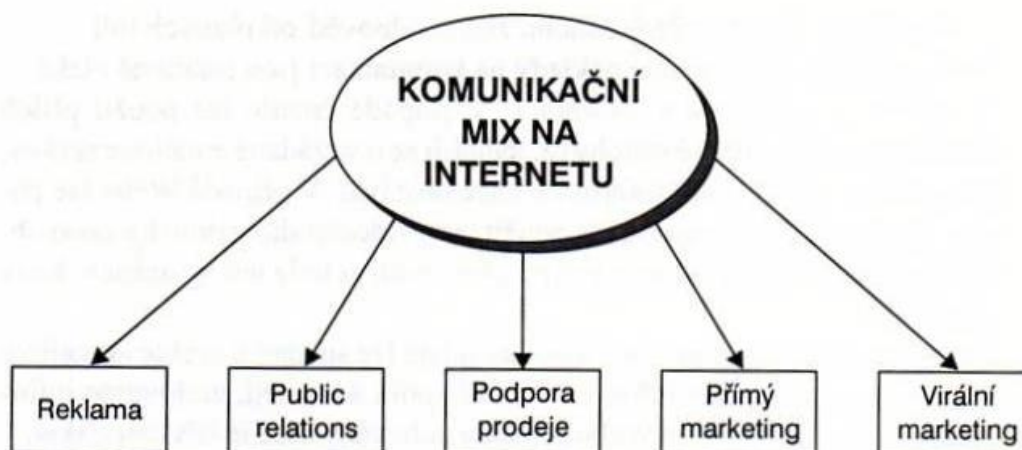 KOMUNIKAČNÍ
MIX NA
INTERNETU
Reklama
Public
relations
Podpora
prodeje
Přímý
marketing
Virální
marketing